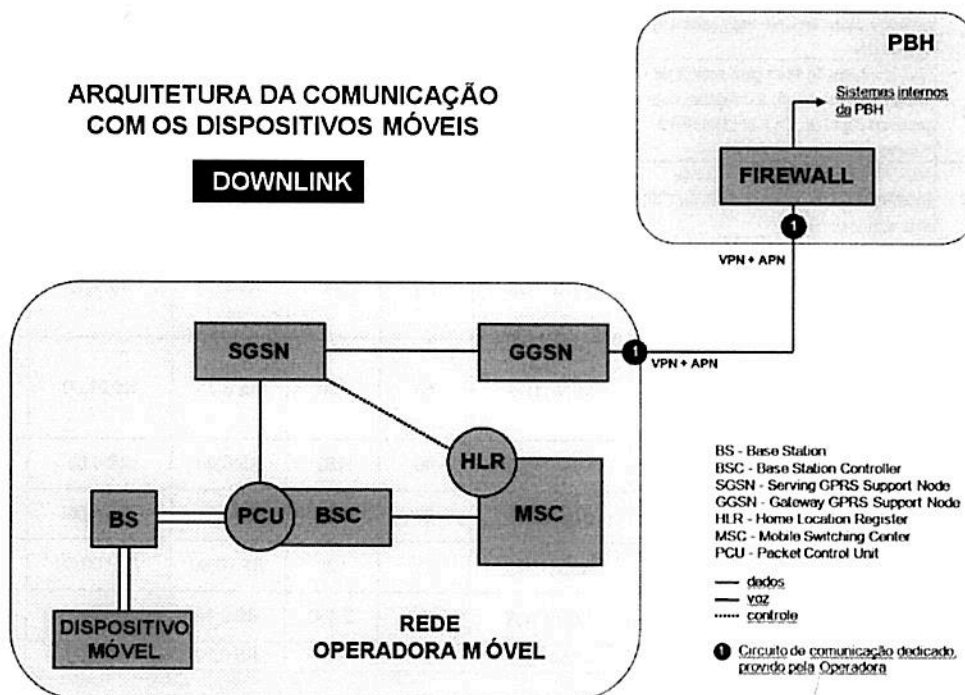 ARQUITETURA DA COMUNICAÇÃO
COM OS DISPOSITIVOS MÓVEIS
DOWNLINK
PBH
Sistemas internos
da PBH
FIREWALL
1
VPN + APN
SGSN
GGSN
1
VPN + APN
HLR
BS
PCU
BSC
MSC
DISPOSITIVO
MÓVEL
REDE
OPERADORA MÓVEL
BS - Base Station
BSC - Base Station Controller
SGSN - Serving GPRS Support Node
GGSN - Gateway GPRS Support Node
HLR - Home Location Register
MSC - Mobile Switching Center
PCU - Packet Control Unit
dados
voz
controle
1 Circuito de comunicação dedicado,
provido pela Operadora